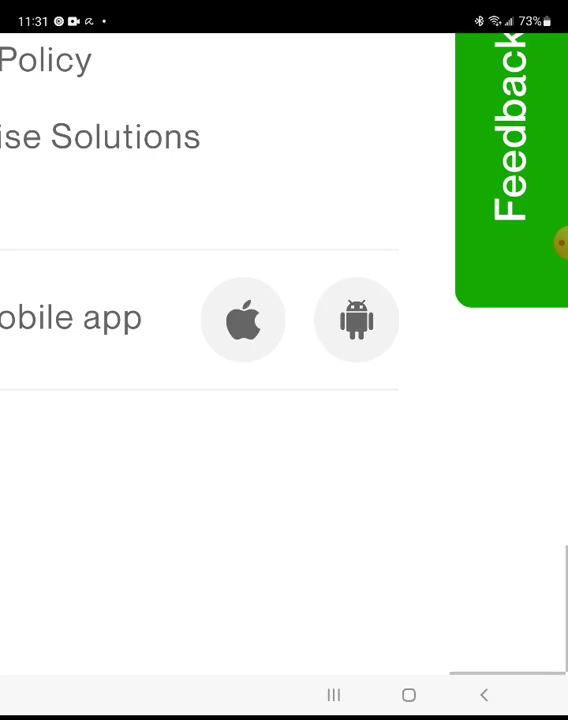 11:31
73%
Policy
ise Solutions
obile app
Feedback